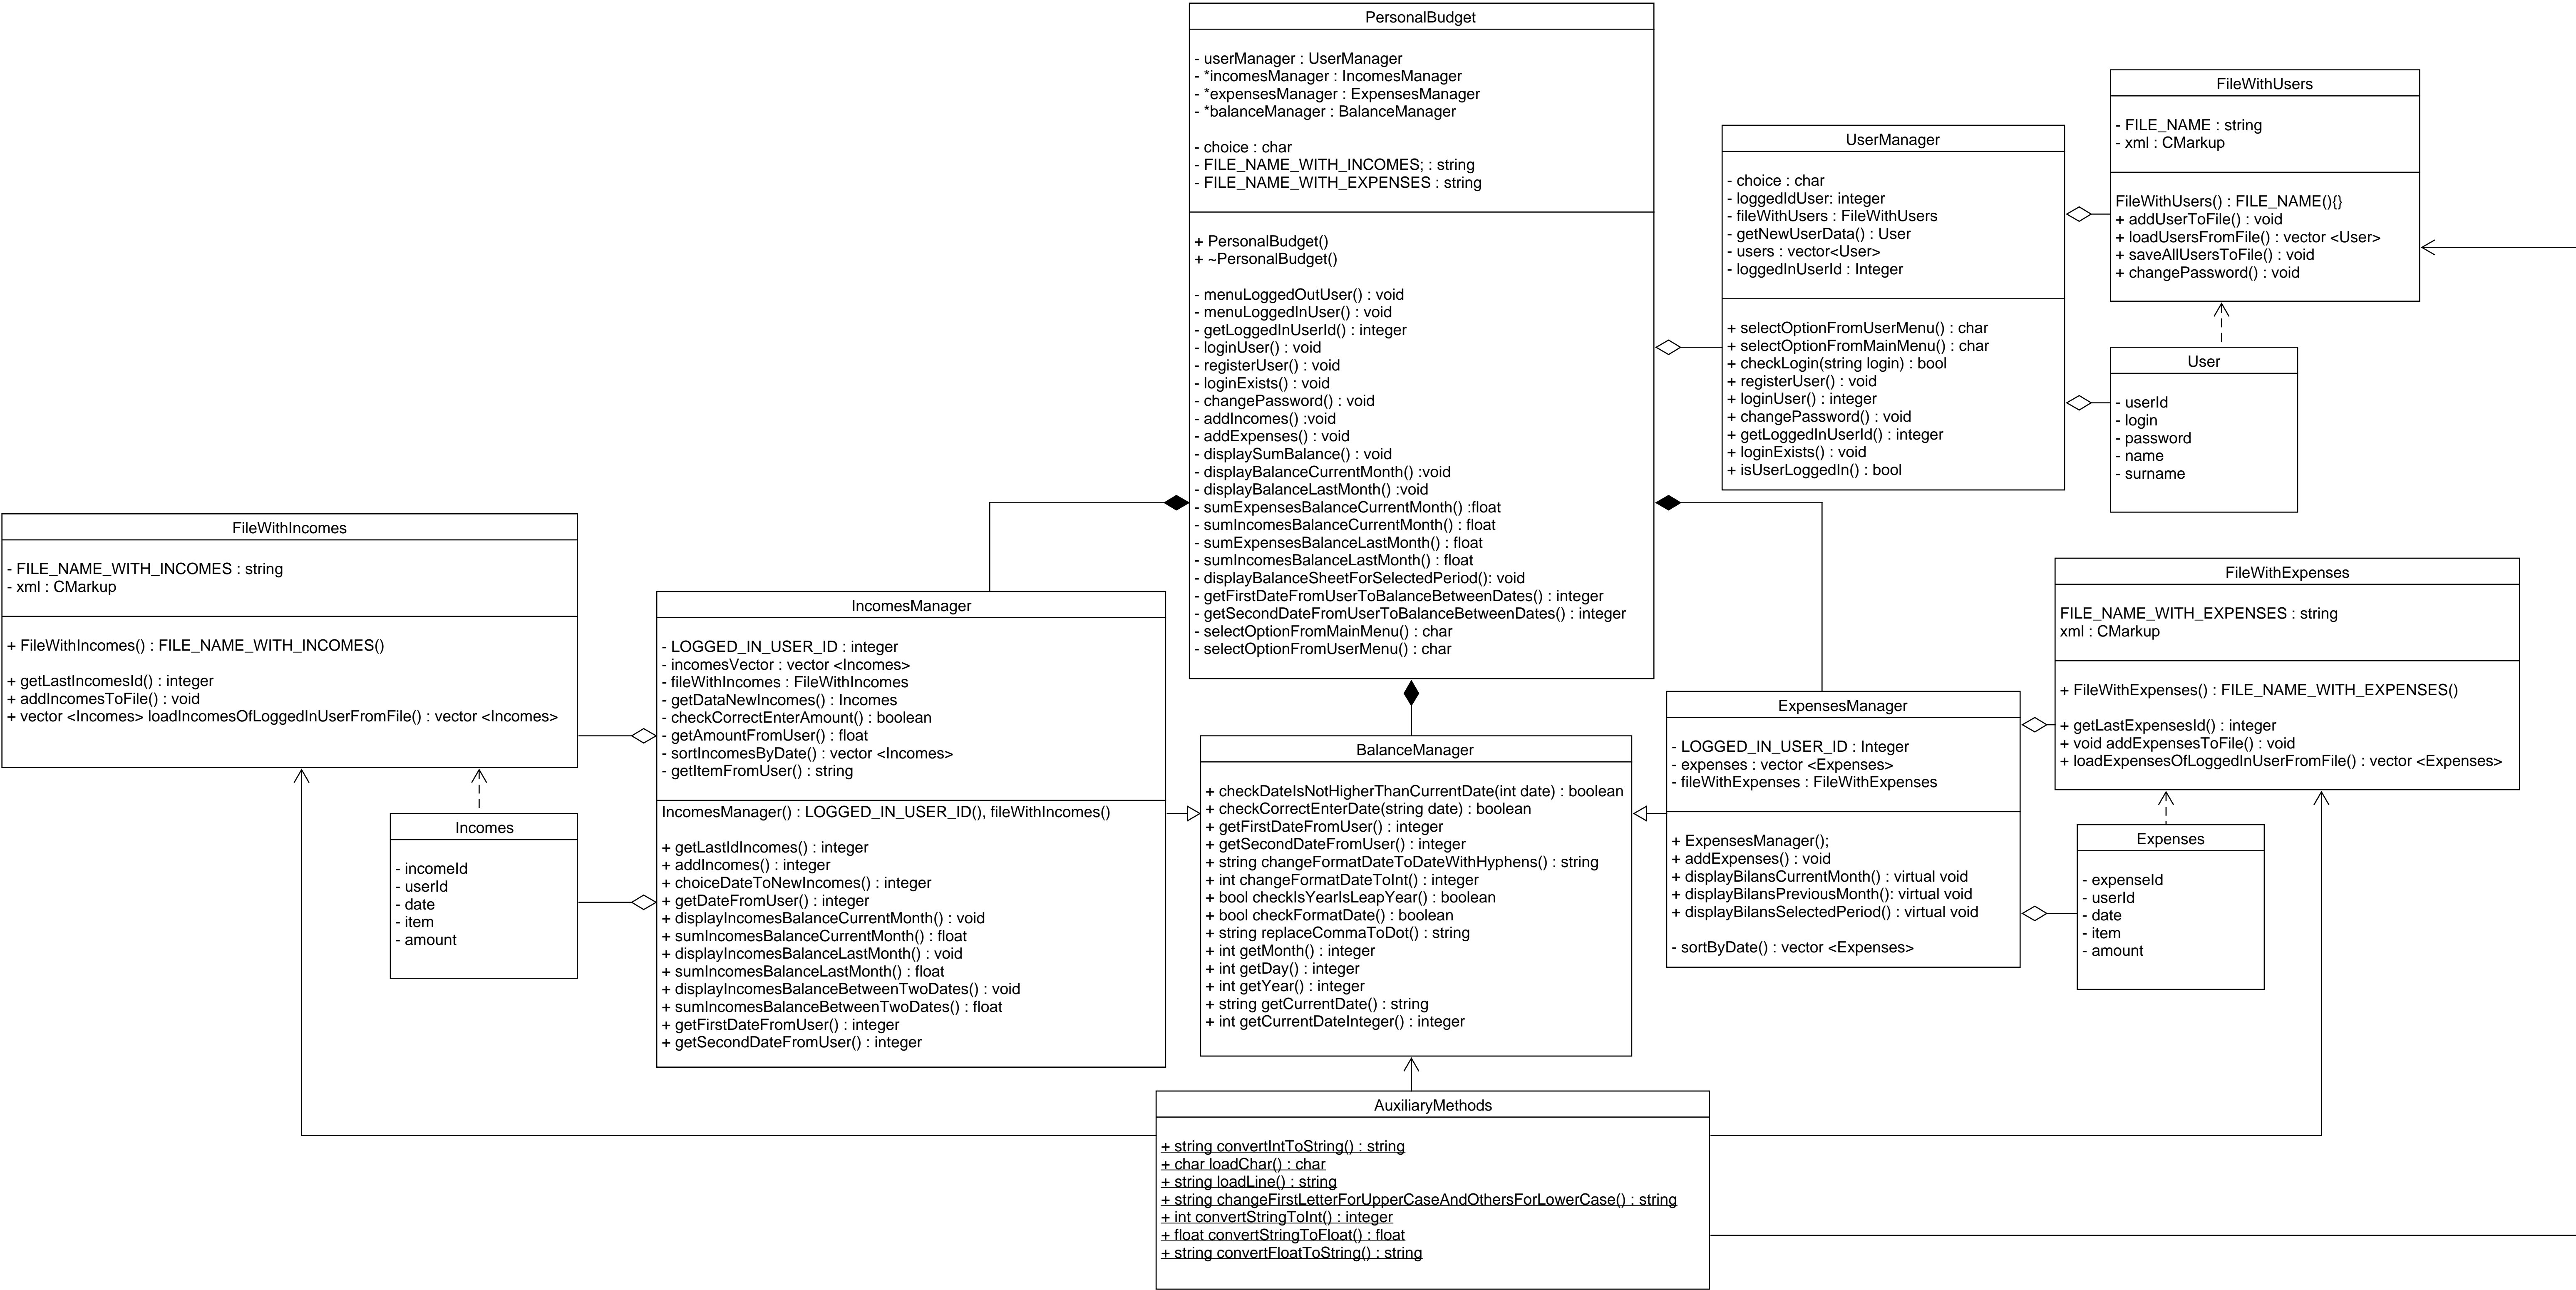 PersonalBudget
- userManager : UserManager
- *incomesManager : IncomesManager
- *expensesManager : ExpensesManager
- *balanceManager : BalanceManager
- choice : char
- FILE_NAME_WITH_INCOMES; : string
- FILE_NAME_WITH_EXPENSES : string
+ PersonalBudget()
+ ~PersonalBudget()
- menuLoggedOutUser() : void
- menuLoggedInUser() : void
- getLoggedInUserId() : integer
- loginUser() : void
- registerUser() : void
- loginExists() : void
- changePassword() : void
- addIncomes() :void
- addExpenses() : void
- displaySumBalance() : void
- displayBalanceCurrentMonth() :void
- displayBalanceLastMonth() :void
- sumExpensesBalanceCurrentMonth() :float
- sumIncomesBalanceCurrentMonth() : float
- sumExpensesBalanceLastMonth() : float
- sumIncomesBalanceLastMonth() : float
- displayBalanceSheetForSelectedPeriod(): void
- getFirstDateFromUserToBalanceBetweenDates() : integer
- getSecondDateFromUserToBalanceBetweenDates() : integer
- selectOptionFromMainMenu() : char
- selectOptionFromUserMenu() : char
UserManager
- choice : char
- loggedIdUser: integer
- fileWithUsers : FileWithUsers
- getNewUserData() : User
- users : vector<User>
- loggedInUserId : Integer
+ selectOptionFromUserMenu() : char
+ selectOptionFromMainMenu() : char
+ checkLogin(string login) : bool
+ registerUser() : void
+ loginUser() : integer
+ changePassword() : void
+ getLoggedInUserId() : integer
+ loginExists() : void
+ isUserLoggedIn() : bool
FileWithUsers
- FILE_NAME : string
- xml : CMarkup
FileWithUsers() : FILE_NAME(){}
+ addUserToFile() : void
+ loadUsersFromFile() : vector <User>
+ saveAllUsersToFile() : void
+ changePassword() : void
User
- userId
- login
- password
- name
- surname
FileWithIncomes
- FILE_NAME_WITH_INCOMES : string
- xml : CMarkup
+ FileWithIncomes() : FILE_NAME_WITH_INCOMES()
+ getLastIncomesId() : integer
+ addIncomesToFile() : void
+ vector <Incomes> loadIncomesOfLoggedInUserFromFile() : vector <Incomes>
Incomes
- incomeId
- userId
- date
- item
- amount
IncomesManager
- LOGGED_IN_USER_ID : integer
- incomesVector : vector <Incomes>
- fileWithIncomes : FileWithIncomes
- getDataNewIncomes() : Incomes
- checkCorrectEnterAmount() : boolean
- getAmountFromUser() : float
- sortIncomesByDate() : vector <Incomes>
- getItemFromUser() : string
IncomesManager() : LOGGED_IN_USER_ID(), fileWithIncomes()
+ getLastIdIncomes() : integer
+ addIncomes() : integer
+ choiceDateToNewIncomes() : integer
+ getDateFromUser() : integer
+ displayIncomesBalanceCurrentMonth() : void
+ sumIncomesBalanceCurrentMonth() : float
+ displayIncomesBalanceLastMonth() : void
+ sumIncomesBalanceLastMonth() : float
+ displayIncomesBalanceBetweenTwoDates() : void
+ sumIncomesBalanceBetweenTwoDates() : float
+ getFirstDateFromUser() : integer
+ getSecondDateFromUser() : integer
BalanceManager
+ checkDateIsNotHigherThanCurrentDate(int date) : boolean
+ checkCorrectEnterDate(string date) : boolean
+ getFirstDateFromUser() : integer
+ getSecondDateFromUser() : integer
+ string changeFormatDateToDateWithHyphens() : string
+ int changeFormatDateToInt() : integer
+ bool checkIsYearIsLeapYear() : boolean
+ bool checkFormatDate() : boolean
+ string replaceCommaToDot() : string
+ int getMonth() : integer
+ int getDay() : integer
+ int getYear() : integer
+ string getCurrentDate() : string
+ int getCurrentDateInteger() : integer
ExpensesManager
- LOGGED_IN_USER_ID : Integer
- expenses : vector <Expenses>
- fileWithExpenses : FileWithExpenses
+ ExpensesManager();
+ addExpenses() : void
+ displayBilansCurrentMonth() : virtual void
+ displayBilansPreviousMonth(): virtual void
+ displayBilansSelectedPeriod() : virtual void
- sortByDate() : vector <Expenses>
FileWithExpenses
FILE_NAME_WITH_EXPENSES : string
xml : CMarkup
+ FileWithExpenses() : FILE_NAME_WITH_EXPENSES()
+ getLastExpensesId() : integer
+ void addExpensesToFile() : void
+ loadExpensesOfLoggedInUserFromFile() : vector <Expenses>
Expenses
- expenseId
- userId
- date
- item
- amount
AuxiliaryMethods
+ string convertIntToString() : string
+ char loadChar() : char
+ string loadLine() : string
+ string changeFirstLetterForUpperCaseAndOthersForLowerCase() : string
+ int convertStringToInt() : integer
+ float convertStringToFloat() : float
+ string convertFloatToString() : string